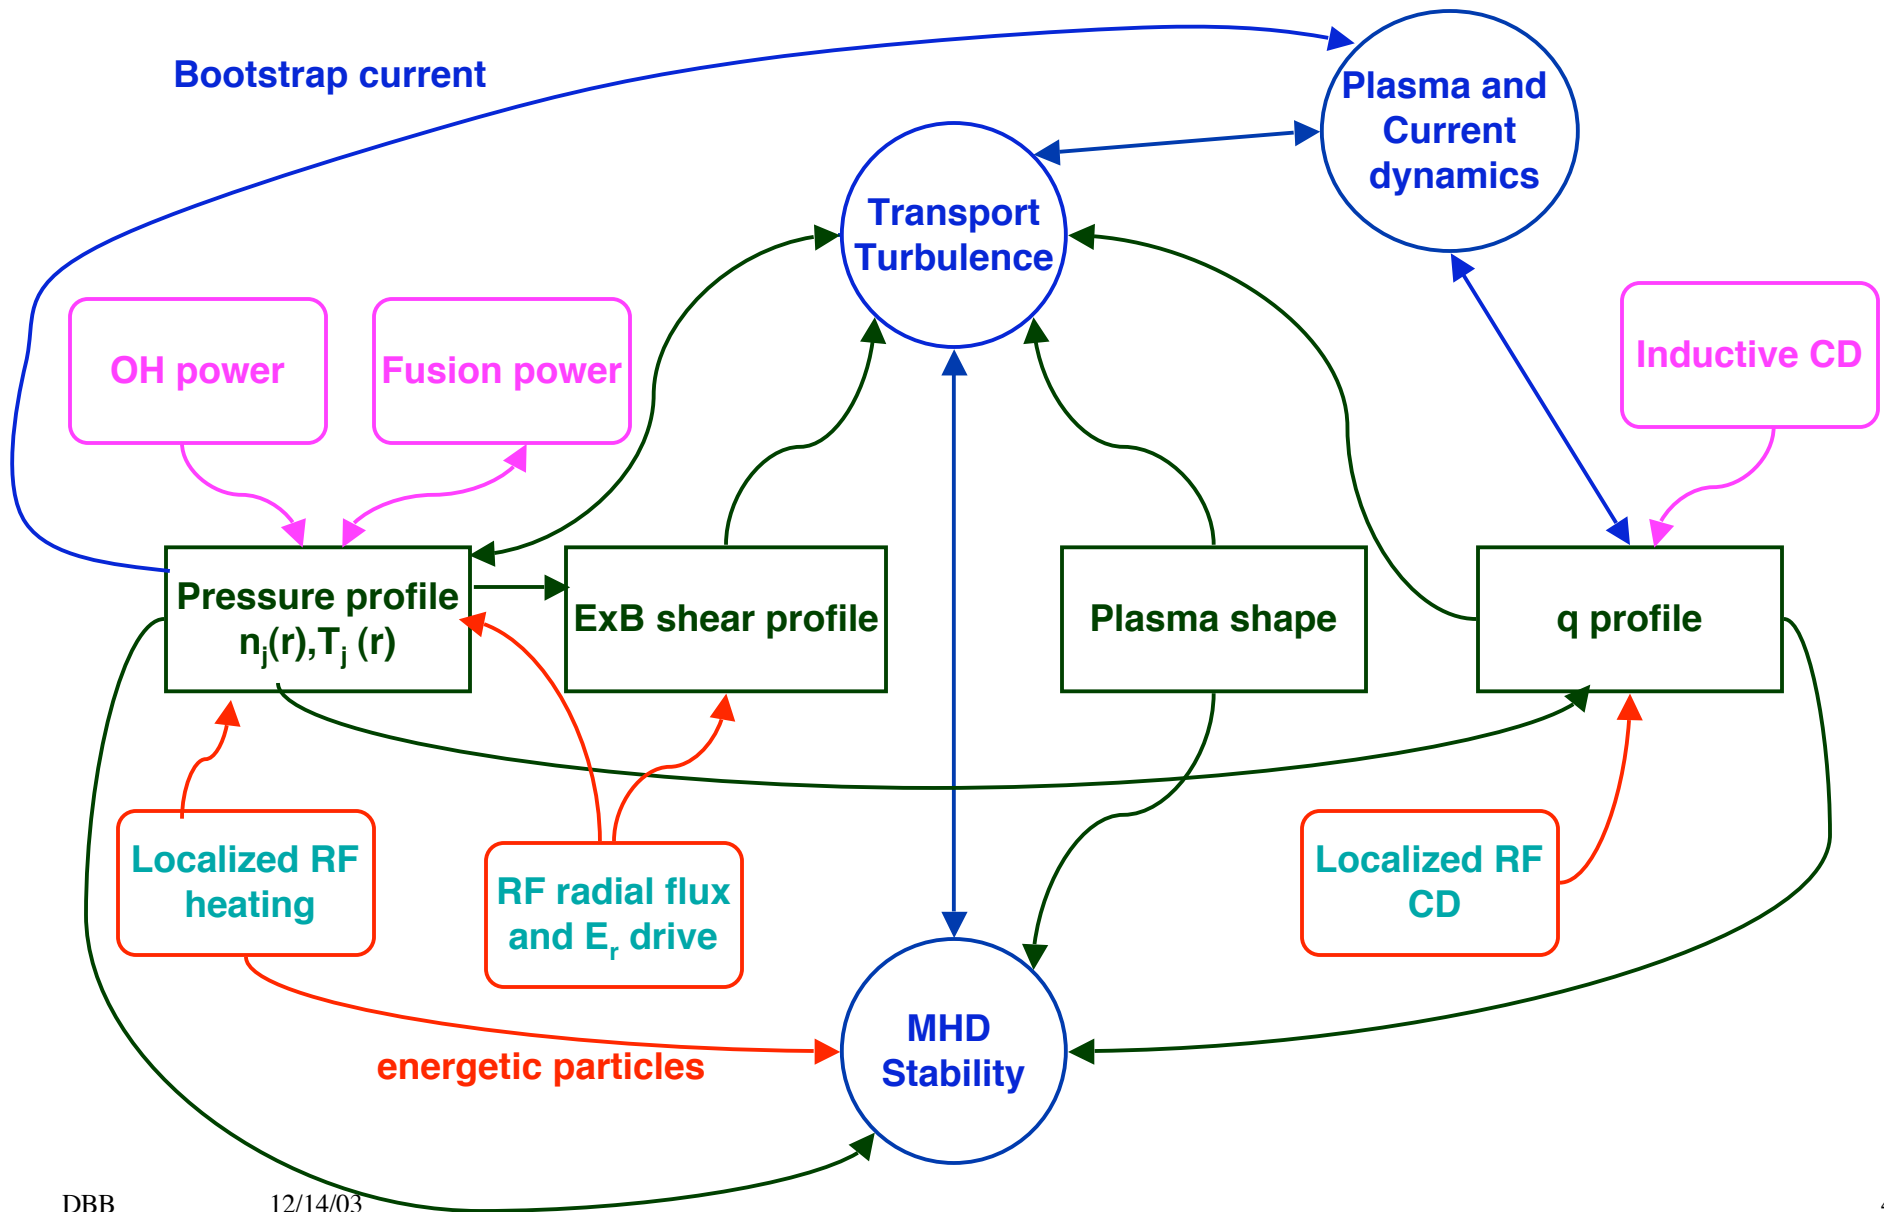 Bootstrap current
Plasma and
Current
dynamics
Transport
Turbulence
OH power
Fusion power
Inductive CD
Pressure profile
nj(r),Tj (r)
ExB shear profile
Plasma shape
q profile
Localized RF
heating
RF radial flux
and Er drive
Localized RF
CD
MHD
Stability
energetic particles
DBB
12/14/03